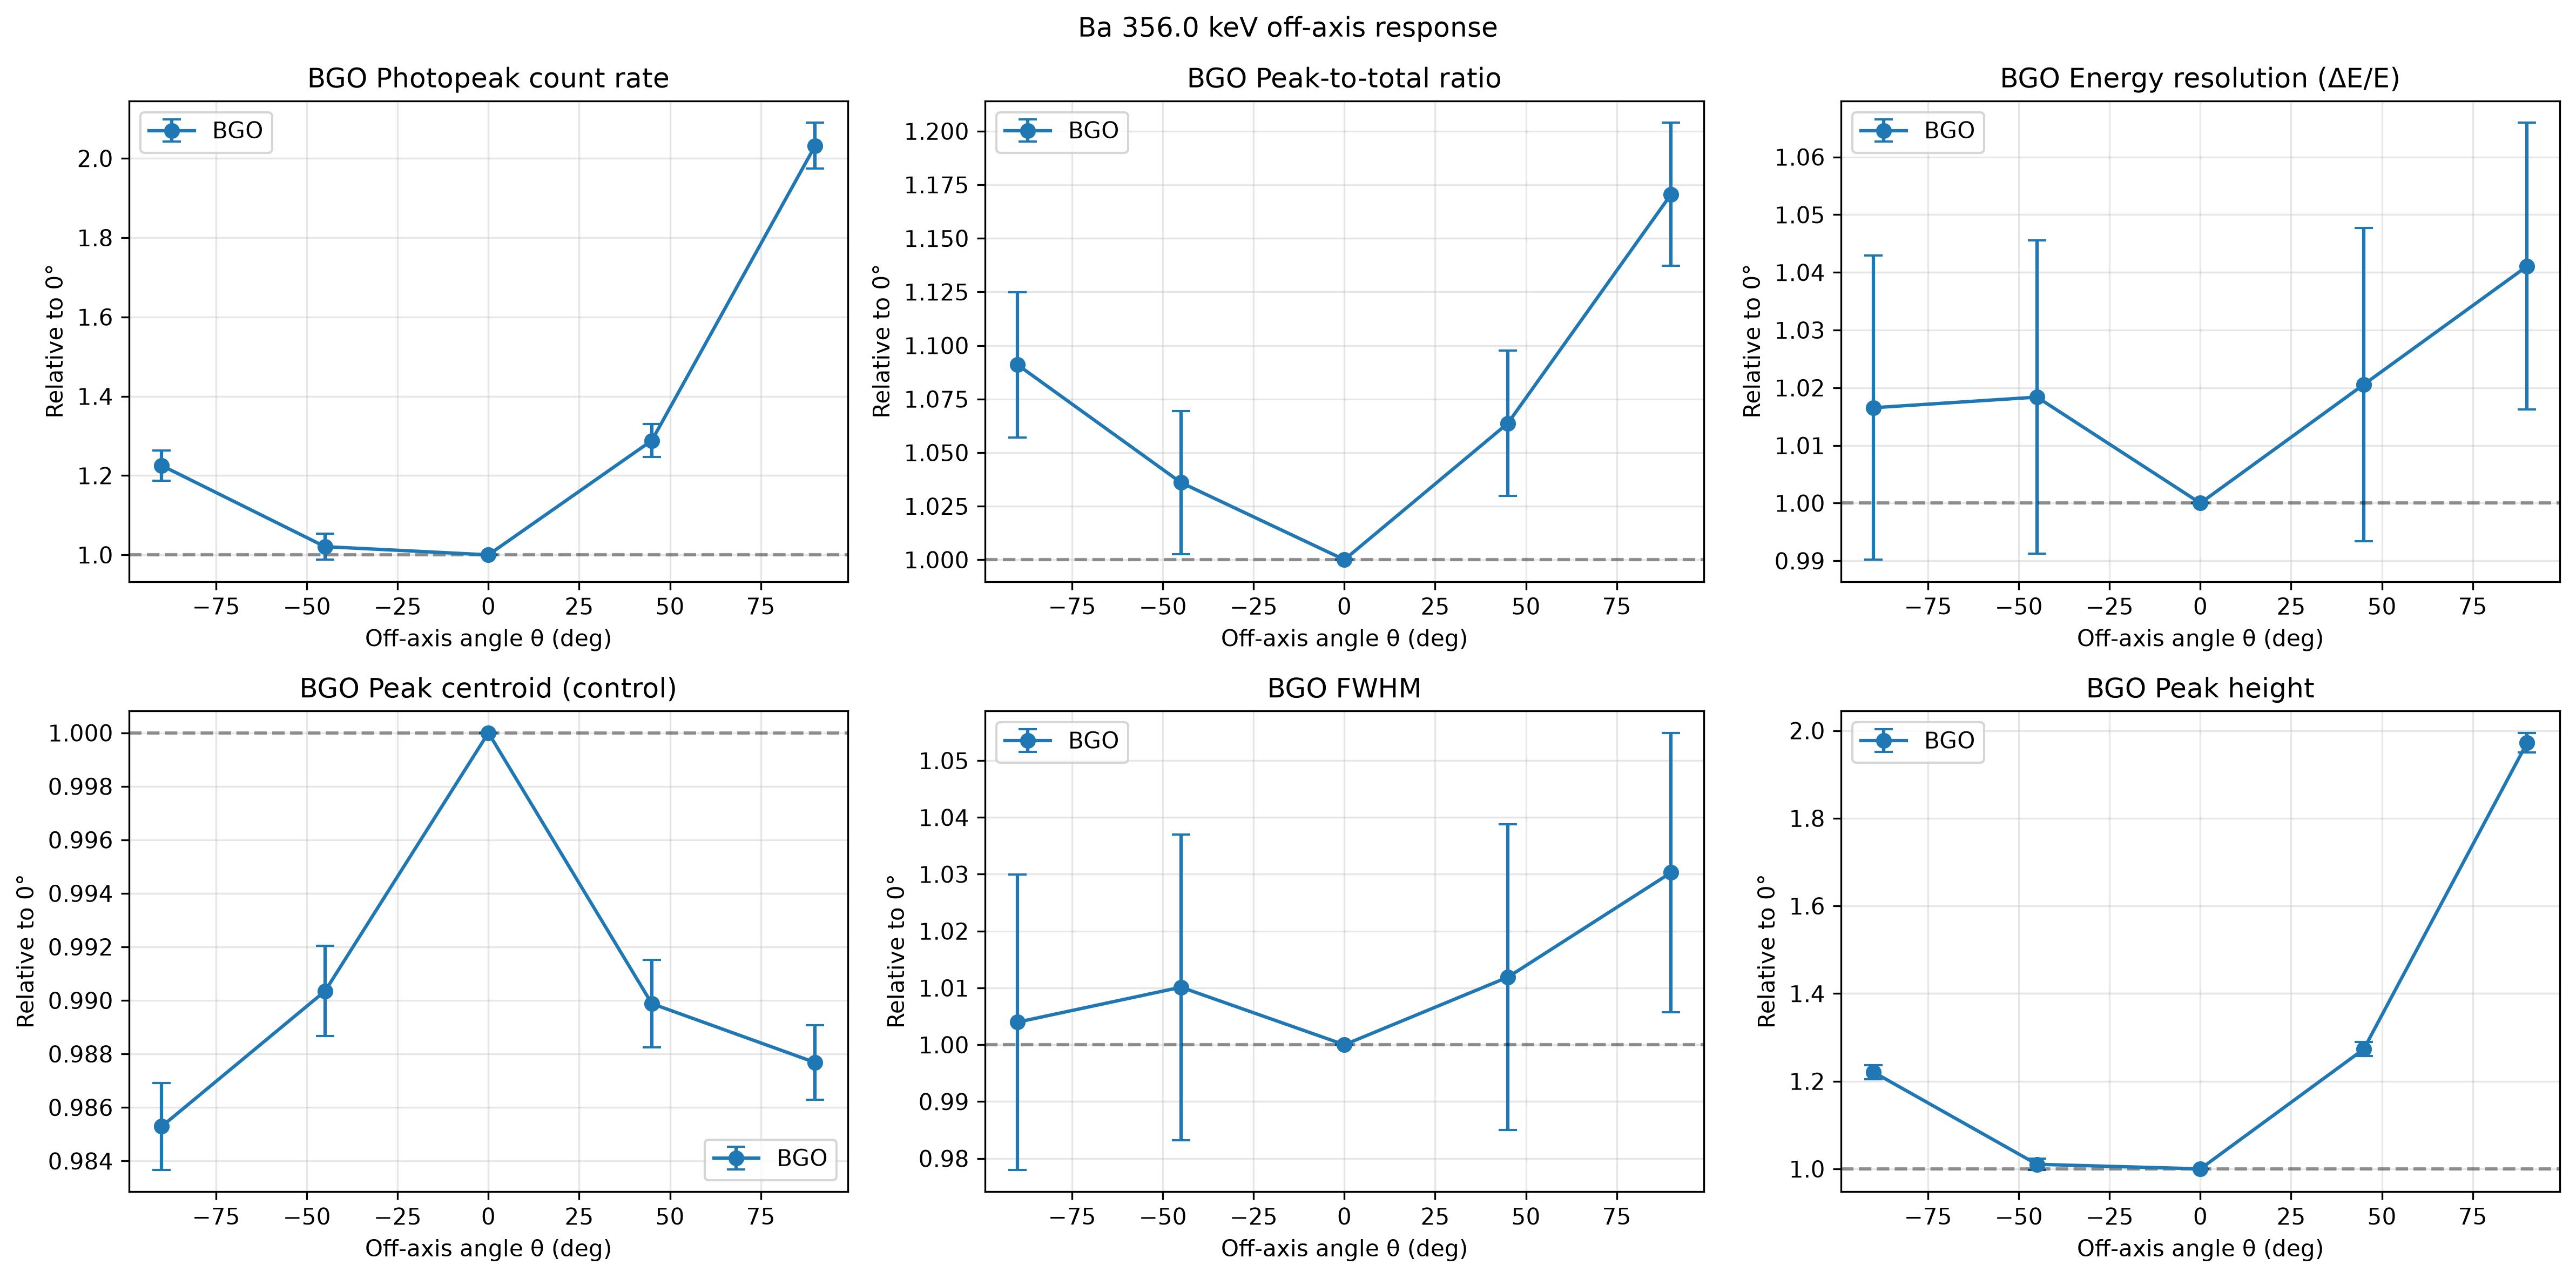 Ba 356.0 keV off-axis response
BGO Photopeak count rate
BGO
Relative to 0°
2.0
1.8
1.6
1.4
1.2
1.0
−75 −50 −25 0 25 50 75
Off-axis angle θ (deg)
BGO Peak-to-total ratio
BGO
Relative to 0°
1.200
1.175
1.150
1.125
1.100
1.075
1.050
1.025
1.000
−75 −50 −25 0 25 50 75
Off-axis angle θ (deg)
BGO Energy resolution (ΔE/E)
BGO
Relative to 0°
1.06
1.05
1.04
1.03
1.02
1.01
1.00
0.99
−75 −50 −25 0 25 50 75
Off-axis angle θ (deg)
BGO Peak centroid (control)
Relative to 0°
1.000
0.998
0.996
0.994
0.992
0.990
0.988
0.986
0.984
BGO
−75 −50 −25 0 25 50 75
Off-axis angle θ (deg)
BGO FWHM
BGO
Relative to 0°
1.05
1.04
1.03
1.02
1.01
1.00
0.99
0.98
−75 −50 −25 0 25 50 75
Off-axis angle θ (deg)
BGO Peak height
BGO
Relative to 0°
2.0
1.8
1.6
1.4
1.2
1.0
−75 −50 −25 0 25 50 75
Off-axis angle θ (deg)